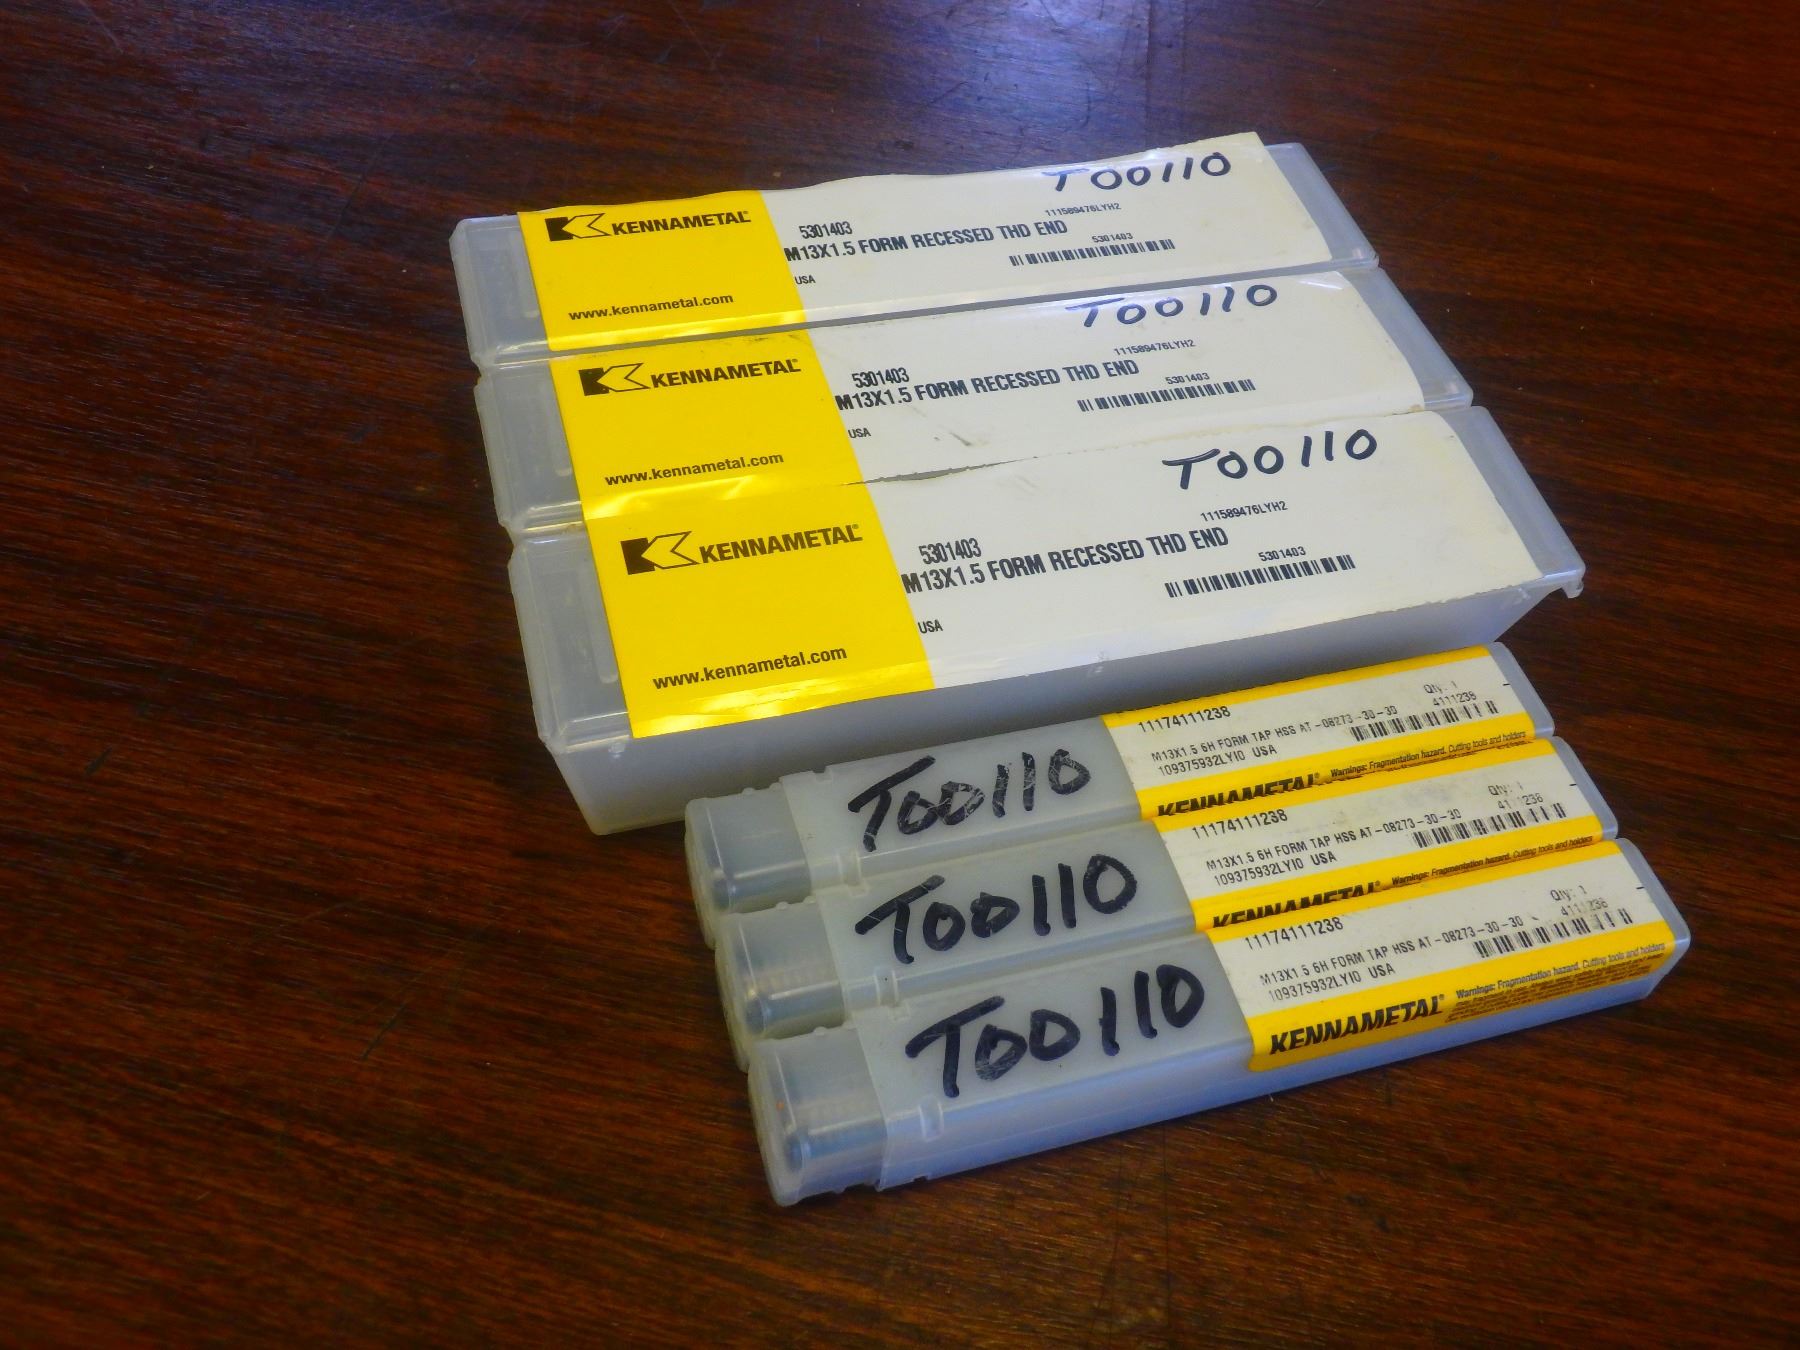 T00110
KENNAMETAL
5301403
111589476LYH2
M13X1.5 FORM RECESSED THD END
5301403
USA
www.kennametal.com
T00110
KENNAMETAL
5301403
111589476LYH2
M13X1.5 FORM RECESSED THD END
5301403
USA
www.kennametal.com
T00110
KENNAMETAL®
5301403
111589476LYH2
M13X1.5 FORM RECESSED THD END
5301403
USA
www.kennametal.com
T00110
11174111238
Qty: 1
4111238
M13X1.5 6H FORM TAP HSS AT-08273-30-30
109375932LYI0 USA
KENNAMETAL
Warnings: Fragmentation hazard. Cutting tools and holders
T00110
11174111238
Qty: 1
4111238
M13X1.5 6H FORM TAP HSS AT-08273-30-30
109375932LYI0 USA
KENNAMETAL
Warnings: Fragmentation hazard. Cutting tools and holders
T00110
11174111238
Qty: 1
4111238
M13X1.5 6H FORM TAP HSS AT-08273-30-30
109375932LYI0 USA
KENNAMETAL®
Warnings: Fragmentation hazard. Cutting tools and holders